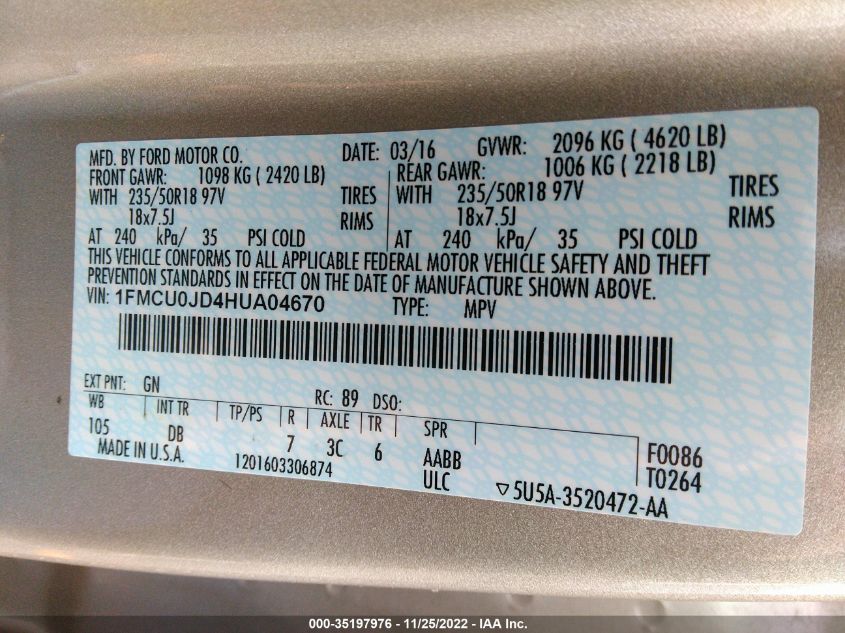 MFD. BY FORD MOTOR CO. DATE: 03/16 GVWR: 2096 KG ( 4620 LB)
FRONT GAWR: 1098 KG ( 2420 LB) REAR GAWR: 1006 KG ( 2218 LB)
WITH 235/50R18 97V TIRES WITH 235/50R18 97V TIRES
18x7.5J RIMS 18x7.5J RIMS
AT 240 kPa/ 35 PSI COLD AT 240 kPa/ 35 PSI COLD
THIS VEHICLE CONFORMS TO ALL APPLICABLE FEDERAL MOTOR VEHICLE SAFETY AND THEFT
PREVENTION STANDARDS IN EFFECT ON THE DATE OF MANUFACTURE SHOWN ABOVE.
VIN: 1FMCU0JD4HUA04670 TYPE: MPV
EXT PNT: GN RC: 89 DSO:
WB INT TR TP/PS R AXLE TR SPR
105 DB 7 3C 6 AABB F0086
MADE IN U.S.A. 1201603306874 ULC T0264
▽5U5A-3520472-AA
000-35197976 - 11/25/2022 - IAA Inc.